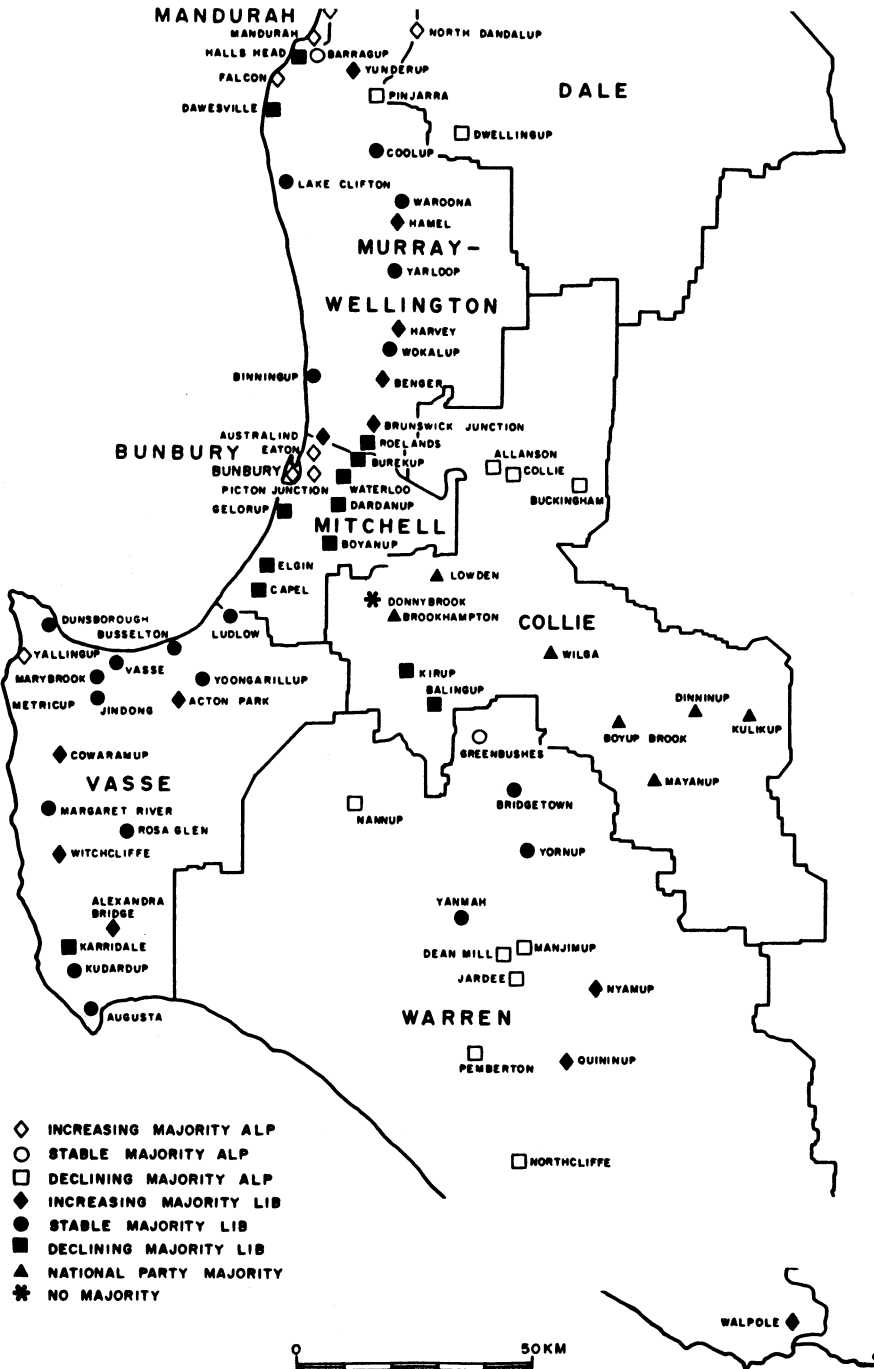 MANDURAH
MANDURAH
NORTH DANDALUP
HALLS HEAD
BARRAGUP
FALCON
YUNDERUP
PINJARRA
DALE
DAWESVILLE
DWELLINGUP
COOLUP
LAKE CLIFTON
WAROONA
HAMEL
MURRAY-
YARLOOP
WELLINGTON
HARVEY
WOKALUP
BINNINGUP
BENGER
BRUNSWICK JUNCTION
AUSTRALIND
ROELANDS
EATON
BUNBURY
BUREKUP
ALLANSON
BUNBURY
COLLIE
PICTON JUNCTION
WATERLOO
BUCKINGHAM
GELORUP
DARDANUP
MITCHELL
BOYANUP
ELGIN
LOWDEN
CAPEL
DONNYBROOK
BROOKHAMPTON
DUNSBOROUGH
LUDLOW
COLLIE
BUSSELTON
YALLINGUP
VASSE
WILGA
MARYBROOK
YOONGARILLUP
KIRUP
METRICUP
JINDONG
ACTON PARK
BALINGUP
DINNINUP
KULIKUP
BOYUP BROOK
COWARAMUP
GREENBUSHES
VASSE
MAYANUP
MARGARET RIVER
BRIDGETOWN
NANNUP
ROSA GLEN
WITCHCLIFFE
YORNUP
ALEXANDRA
BRIDGE
YANMAH
KARRIDALE
MANJIMUP
DEAN MILL
KUDARDUP
JARDEE
NYAMUP
AUGUSTA
WARREN
PEMBERTON
QUININUP
INCREASING MAJORITY ALP
STABLE MAJORITY ALP
NORTHCLIFFE
DECLINING MAJORITY ALP
INCREASING MAJORITY LIB
STABLE MAJORITY LIB
DECLINING MAJORITY LIB
NATIONAL PARTY MAJORITY
NO MAJORITY
WALPOLE
0 50KM